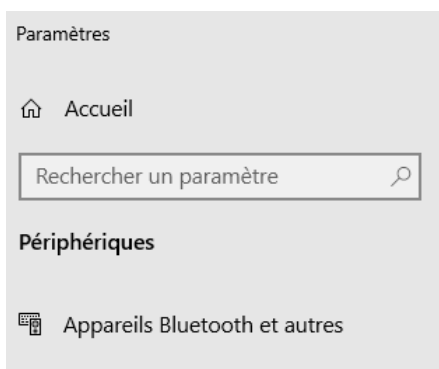 Paramètres
Accueil
Rechercher un paramètre
Périphériques
Appareils Bluetooth et autres